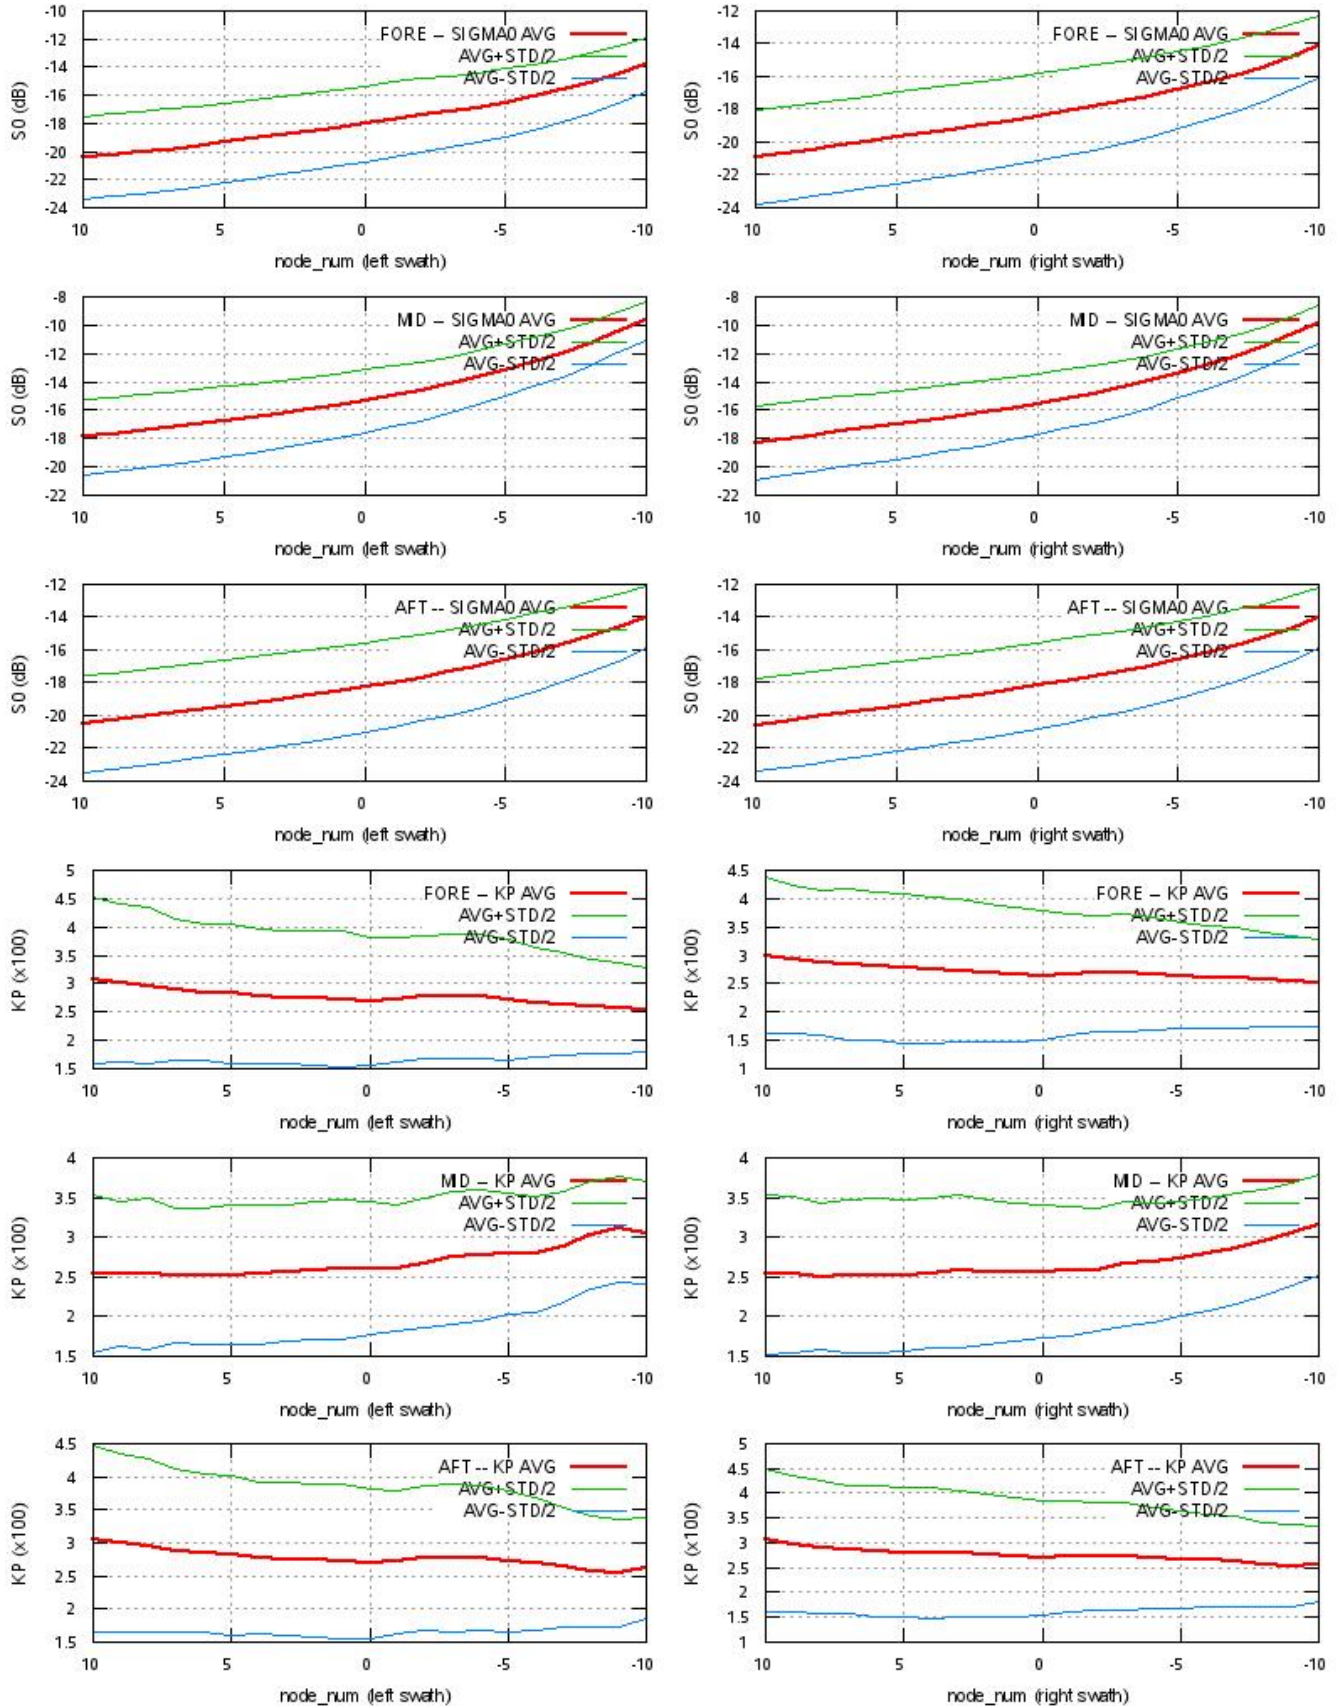 -10
-12
-14
-16
-18
-20
-22
-24
S0 (dB)
FORE – SIGMA0 AVG
AVG+STD/2
AVG-STD/2
10 5 0 -5 -10
node_num (left swath)
-12
-14
-16
-18
-20
-22
-24
S0 (dB)
FORE – SIGMA0 AVG
AVG+STD/2
AVG-STD/2
10 5 0 -5 -10
node_num (right swath)
-8
-10
-12
-14
-16
-18
-20
-22
S0 (dB)
MID – SIGMA0 AVG
AVG+STD/2
AVG-STD/2
10 5 0 -5 -10
node_num (left swath)
-8
-10
-12
-14
-16
-18
-20
-22
S0 (dB)
MID – SIGMA0 AVG
AVG+STD/2
AVG-STD/2
10 5 0 -5 -10
node_num (right swath)
-12
-14
-16
-18
-20
-22
-24
S0 (dB)
AFT -- SIGMA0 AVG
AVG+STD/2
AVG-STD/2
10 5 0 -5 -10
node_num (left swath)
-12
-14
-16
-18
-20
-22
-24
S0 (dB)
AFT -- SIGMA0 AVG
AVG+STD/2
AVG-STD/2
10 5 0 -5 -10
node_num (right swath)
5
4.5
4
3.5
3
2.5
2
1.5
KP (x100)
FORE – KP AVG
AVG+STD/2
AVG-STD/2
10 5 0 -5 -10
node_num (left swath)
4.5
4
3.5
3
2.5
2
1.5
1
KP (x100)
FORE – KP AVG
AVG+STD/2
AVG-STD/2
10 5 0 -5 -10
node_num (right swath)
4
3.5
3
2.5
2
1.5
KP (x100)
MID – KP AVG
AVG+STD/2
AVG-STD/2
10 5 0 -5 -10
node_num (left swath)
4
3.5
3
2.5
2
1.5
KP (x100)
MID – KP AVG
AVG+STD/2
AVG-STD/2
10 5 0 -5 -10
node_num (right swath)
4.5
4
3.5
3
2.5
2
1.5
KP (x100)
AFT -- KP AVG
AVG+STD/2
AVG-STD/2
10 5 0 -5 -10
node_num (left swath)
5
4.5
4
3.5
3
2.5
2
1.5
1
KP (x100)
AFT -- KP AVG
AVG+STD/2
AVG-STD/2
10 5 0 -5 -10
node_num (right swath)